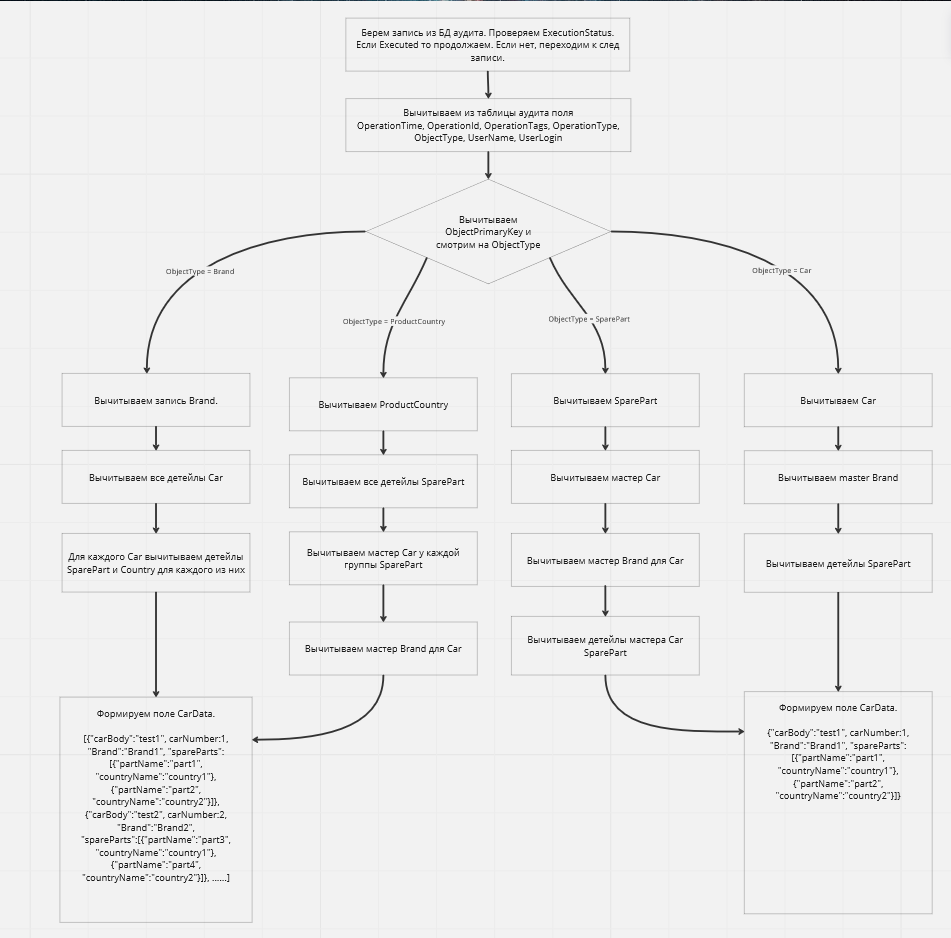 Берем запись из БД аудита. Проверяем ExecutionStatus.
Если Executed то продолжаем. Если нет, переходим к след
записи.
Вычитываем из таблицы аудита поля
OperationTime, OperationId, OperationTags, OperationType,
ObjectType, UserName, UserLogin
Вычитываем
ObjectPrimaryKey и
смотрим на ObjectType
ObjectType = Brand
ObjectType = ProductCountry
ObjectType = SparePart
ObjectType = Car
Вычитываем запись Brand.
Вычитываем все детейлы Car
Для каждого Car вычитываем детейлы
SparePart и Country для каждого из них
Формируем поле CarData.
[{"carBody":"test1", carNumber:1,
"Brand":"Brand1", "spareParts":
[{"partName":"part1",
"countryName":"country1"},
{"partName":"part2",
"countryName":"country2"}]},
{"carBody":"test2", carNumber:2,
"Brand":"Brand2",
"spareParts":[{"partName":"part3",
"countryName":"country1"},
{"partName":"part4",
"countryName":"country2"}]}, ......]
Вычитываем ProductCountry
Вычитываем все детейлы SparePart
Вычитываем мастер Car у каждой
группы SparePart
Вычитываем мастер Brand для Car
Вычитываем SparePart
Вычитываем мастер Car
Вычитываем мастер Brand для Car
Вычитываем детейлы мастера Car
SparePart
Вычитываем Car
Вычитываем master Brand
Вычитываем детейлы SparePart
Формируем поле CarData.
{"carBody":"test1", carNumber:1,
"Brand":"Brand1", "spareParts":
[{"partName":"part1",
"countryName":"country1"},
{"partName":"part2",
"countryName":"country2"}]}